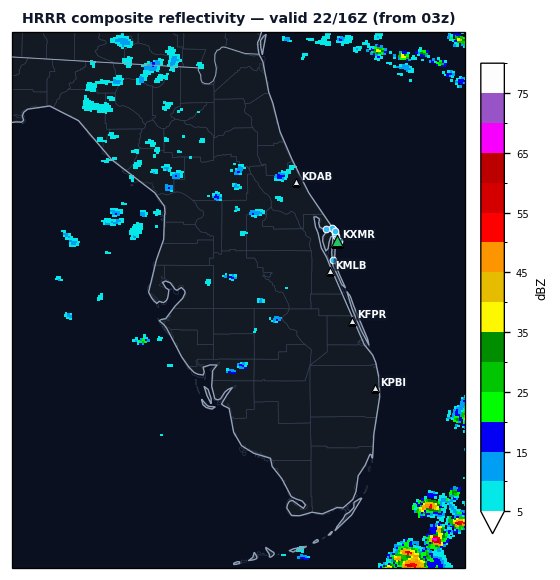 HRRR composite reflectivity — valid 22/16Z (from 03z)
KDAB
KXMR
KMLB
KFPR
KPBI
75
65
55
45
35
25
15
5
dBZ